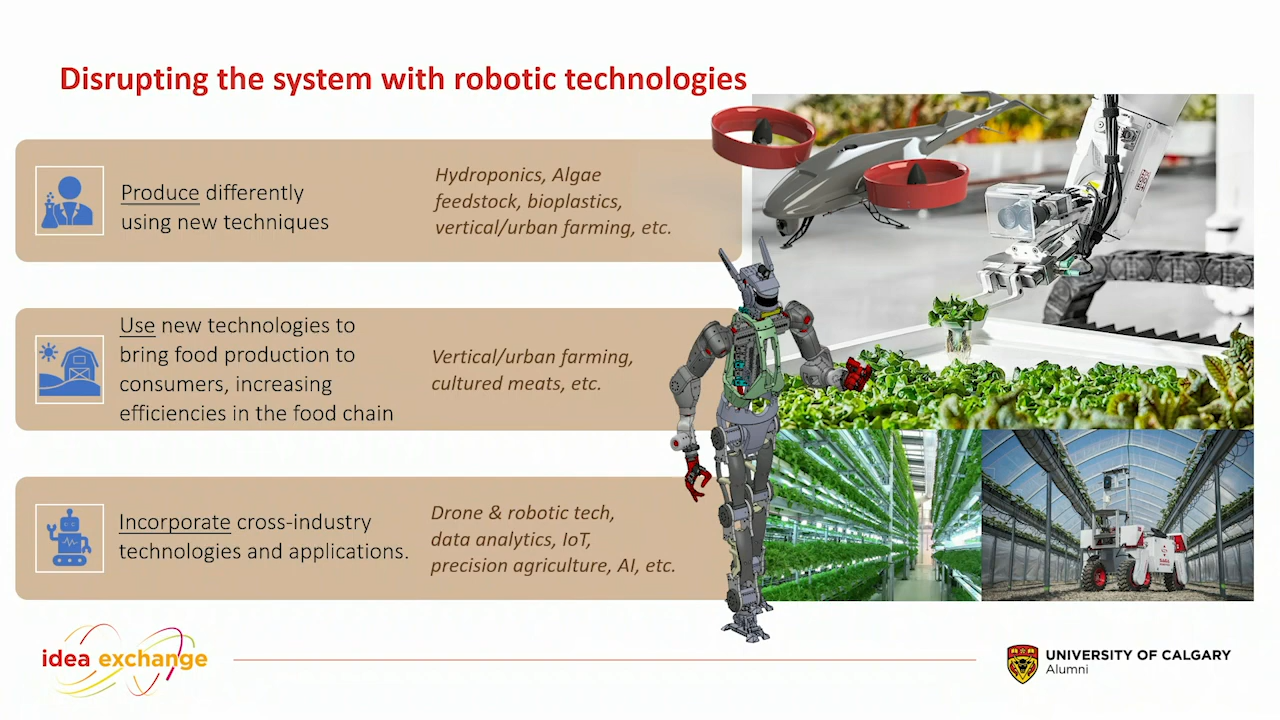 Disrupting the system with robotic technologies
Produce differently
using new techniques
Hydroponics, Algae
feedstock, bioplastics,
vertical/urban farming, etc.
Use new technologies to
bring food production to
consumers, increasing
efficiencies in the food chain
Vertical/urban farming,
cultured meats, etc.
Incorporate cross-industry
technologies and applications.
Drone & robotic tech,
data analytics, IoT,
precision agriculture, AI, etc.
idea exchange
UNIVERSITY OF CALGARY
Alumni